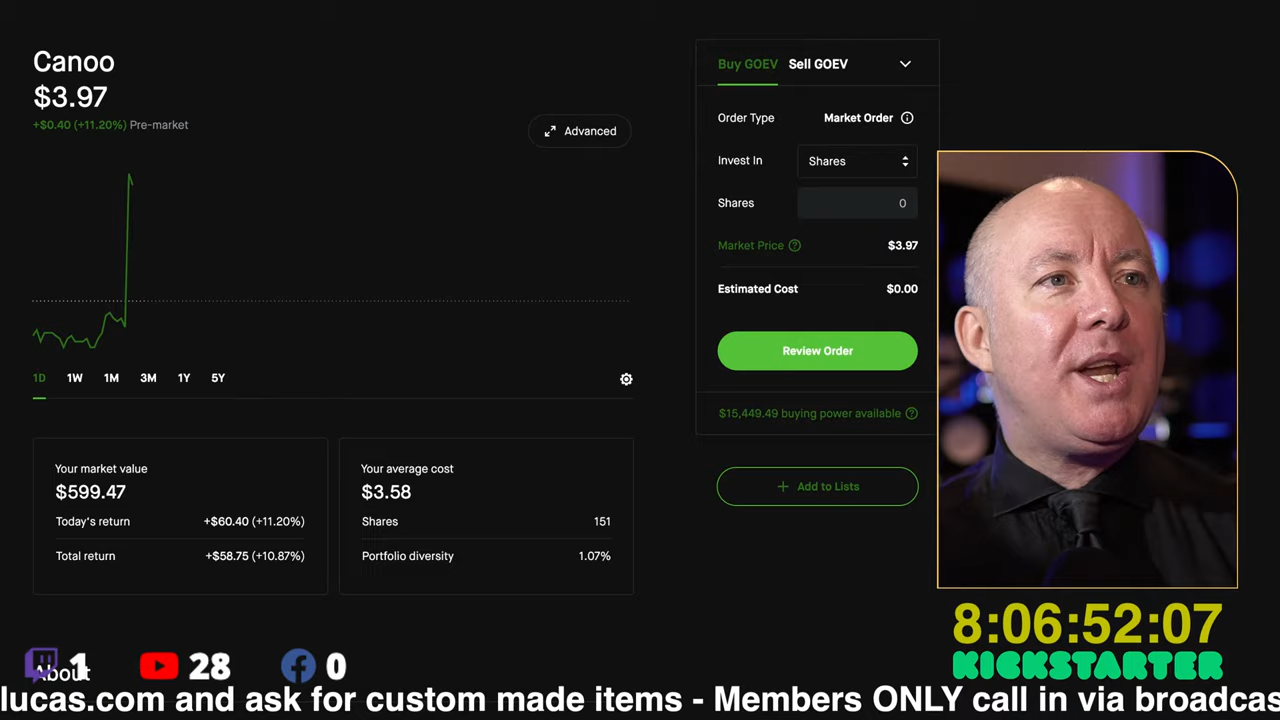 Canoo
$3.97
+$0.40 (+11.20%) Pre-market
Advanced
1D 1W 1M 3M 1Y 5Y
Your market value
$599.47
Today's return +$60.40 (+11.20%)
Total return +$58.75 (+10.87%)
Your average cost
$3.58
Shares 151
Portfolio diversity 1.07%
About
Buy GOEV Sell GOEV
Order Type Market Order
Invest In Shares
Shares 0
Market Price $3.97
Estimated Cost $0.00
Review Order
$15,449.49 buying power available
+ Add to Lists
8:06:52:07
KICKSTARTER
1 28 0
lucas.com and ask for custom made items - Members ONLY call in via broadcas